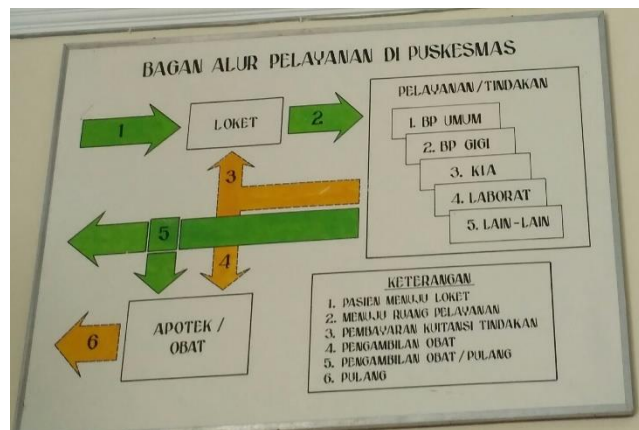 BAGAN ALUR PELAYANAN DI PUSKESMAS
1
LOKET
2
PELAYANAN/TINDAKAN
1. BP UMUM
2. BP GIGI
3. KIA
4. LABORAT
5. LAIN-LAIN
3
5
4
6
APOTEK /
OBAT
KETERANGAN
1. PASIEN MENUJU LOKET
2. MENUJU RUANG PELAYANAN
3. PEMBAYARAN KUITANSI TINDAKAN
4. PENGAMBILAN OBAT
5. PENGAMBILAN OBAT/PULANG
6. PULANG